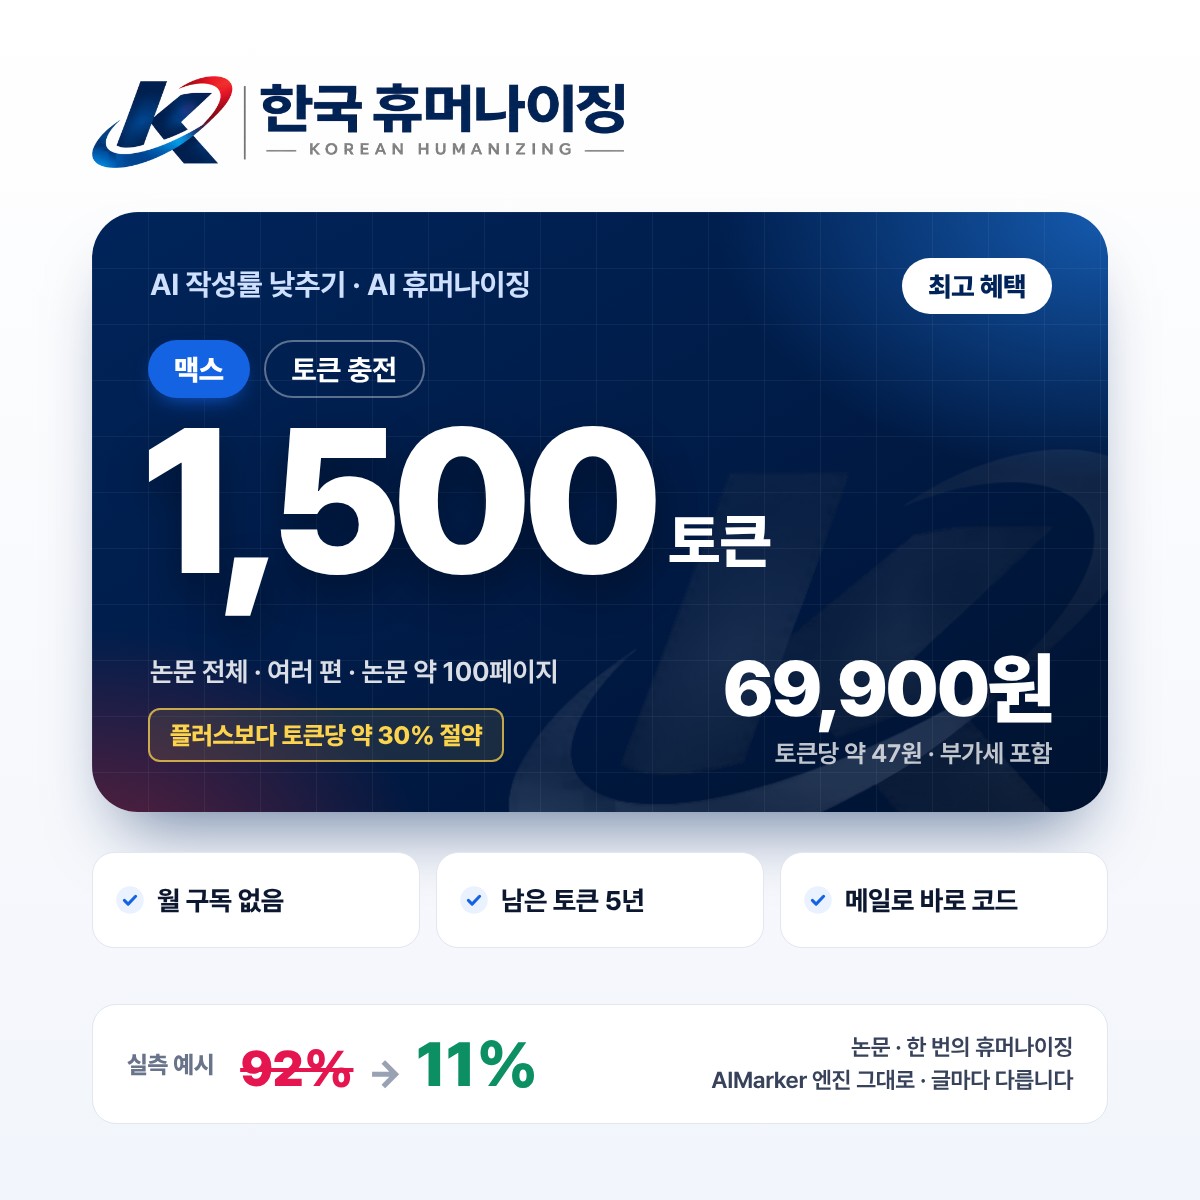 한국 휴머나이징
KOREAN HUMANIZING
AI 작성률 낮추기 · AI 휴머나이징
최고 혜택
맥스
토큰 충전
1,500 토큰
논문 전체 · 여러 편 · 논문 약 100페이지
플러스보다 토큰당 약 30% 절약
69,900원
토큰당 약 47원 · 부가세 포함
월 구독 없음
남은 토큰 5년
메일로 바로 코드
실측 예시
92% → 11%
논문 · 한 번의 휴머나이징
AIMarker 엔진 그대로 · 글마다 다릅니다